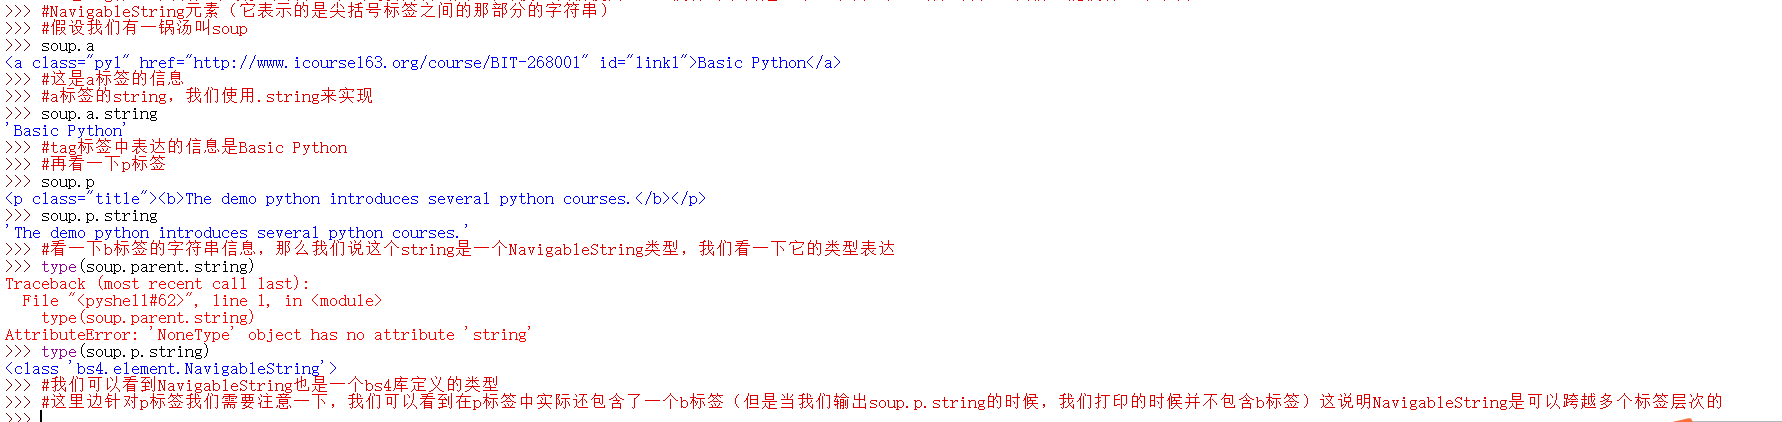 >>> #NavigableString元素（它表示的是尖括号标签之间的那部分的字符串）
>>> #假设我们有一锅汤叫soup
>>> soup.a
<a class="py1" href="http://www.icourse163.org/course/BIT-268001" id="link1">Basic Python</a>
>>> #这是a标签的信息
>>> #a标签的string，我们使用.string来实现
>>> soup.a.string
'Basic Python'
>>> #tag标签中表达的信息是Basic Python
>>> #再看一下p标签
>>> soup.p
<p class="title"><b>The demo python introduces several python courses.</b></p>
>>> soup.p.string
'The demo python introduces several python courses.'
>>> #看一下b标签的字符串信息，那么我们说这个string是一个NavigableString类型，我们看一下它的类型表达
>>> type(soup.parent.string)
Traceback (most recent call last):
  File "<pyshell#62>", line 1, in <module>
    type(soup.parent.string)
AttributeError: 'NoneType' object has no attribute 'string'
>>> type(soup.p.string)
<class 'bs4.element.NavigableString'>
>>> #我们可以看到NavigableString也是一个bs4库定义的类型
>>> #这里边针对p标签我们需要注意一下，我们可以看到在p标签中实际还包含了一个b标签（但是当我们输出soup.p.string的时候，我们打印的时候并不包含b标签）这说明NavigableString是可以跨越多个标签层次的
>>>